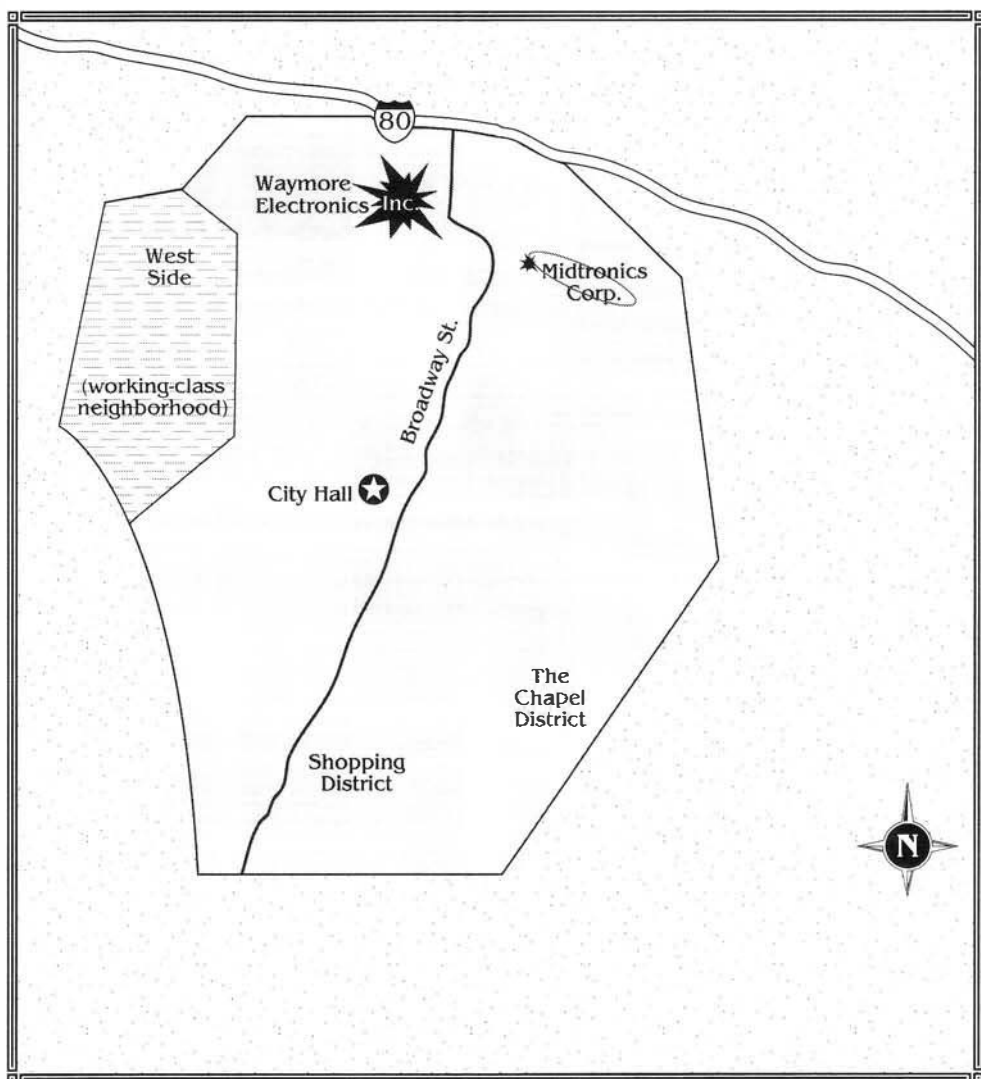 80
Waymore
Electronics Inc.
West
Side
Midtronics
Corp.
(working-class
neighborhood)
Broadway St.
City Hall
The
Chapel
District
Shopping
District
N